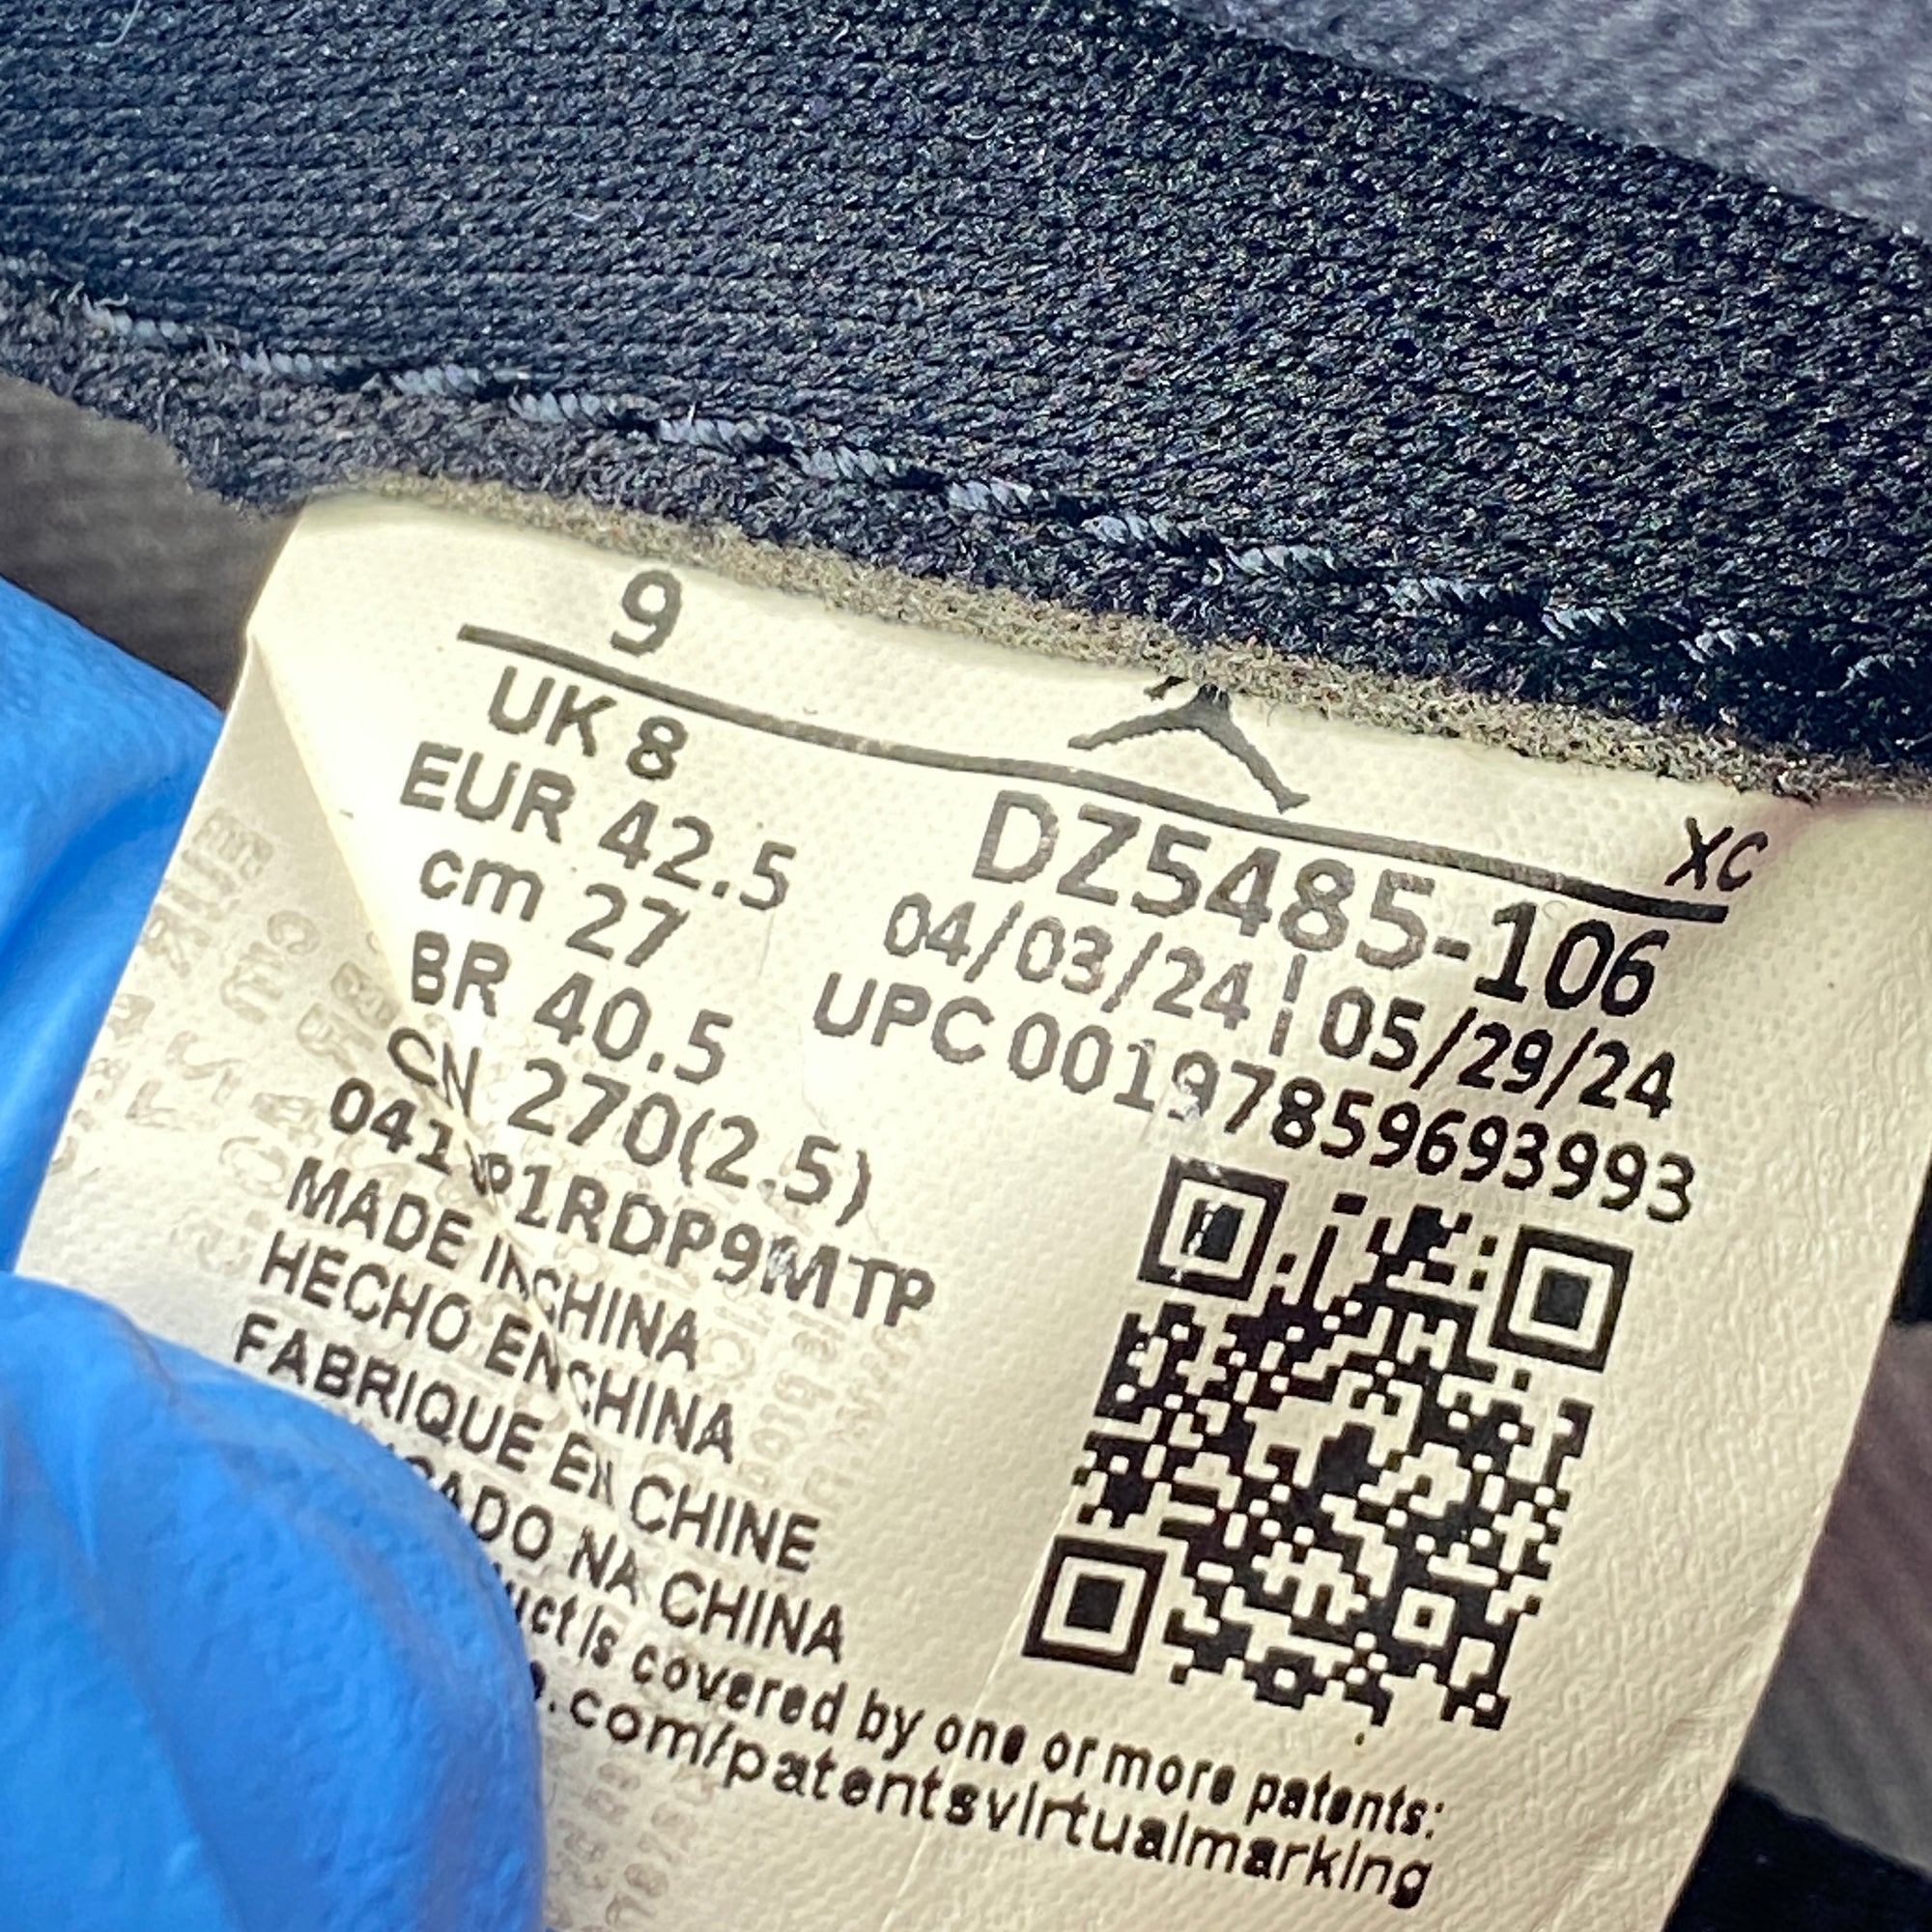 9
XC
UK 8
EUR 42.5
cm 27
BR 40.5
CN 270(2.5)
MADE IN CHINA
HECHO EN CHINA
FABRIQUE EN CHINE
NA CHINA
is covered by one or more patents:
.com/patentsvirtualmarking
DZ5485-106
04/03/24 ¦ 05/29/24
UPC 00197859693993